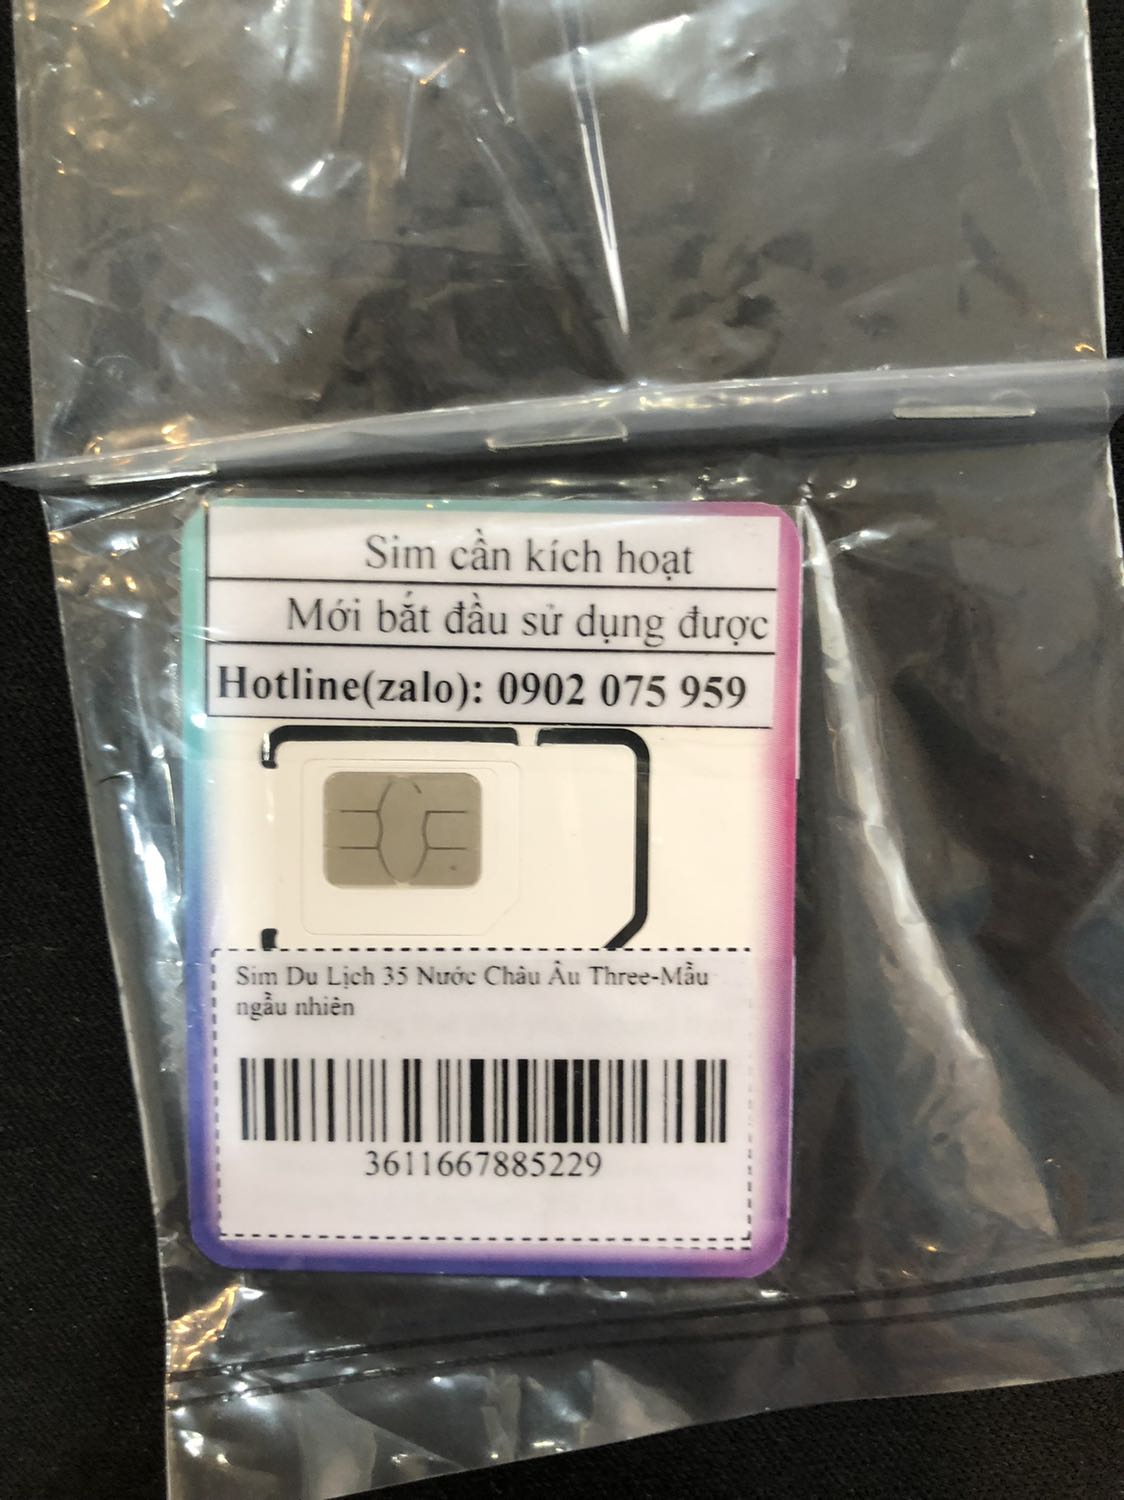 Sim cần kích hoạt
Mới bắt đầu sử dụng được
Hotline(zalo): 0902 075 959
Sim Du Lịch 35 Nước Châu Âu Three-Mẫu
ngẫu nhiên
3611667885229